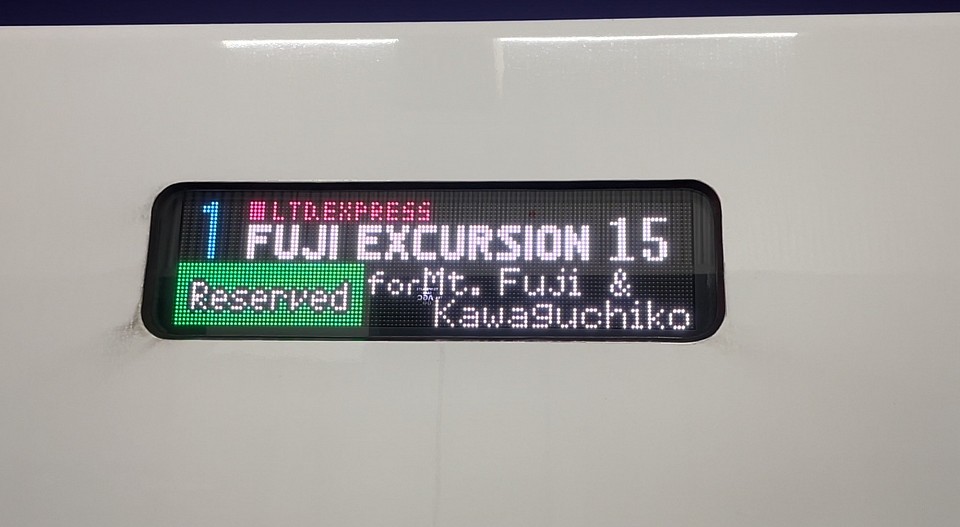 1 LTD.EXPRESS
FUJI EXCURSION 15
Reserved for Mt. Fuji &
Kawaguchiko